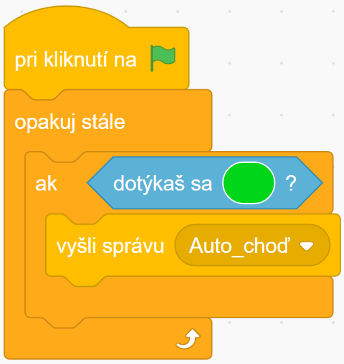 pri kliknutí na
opakuj stále
ak dotýkaš sa ?
vyšli správu Auto_choď